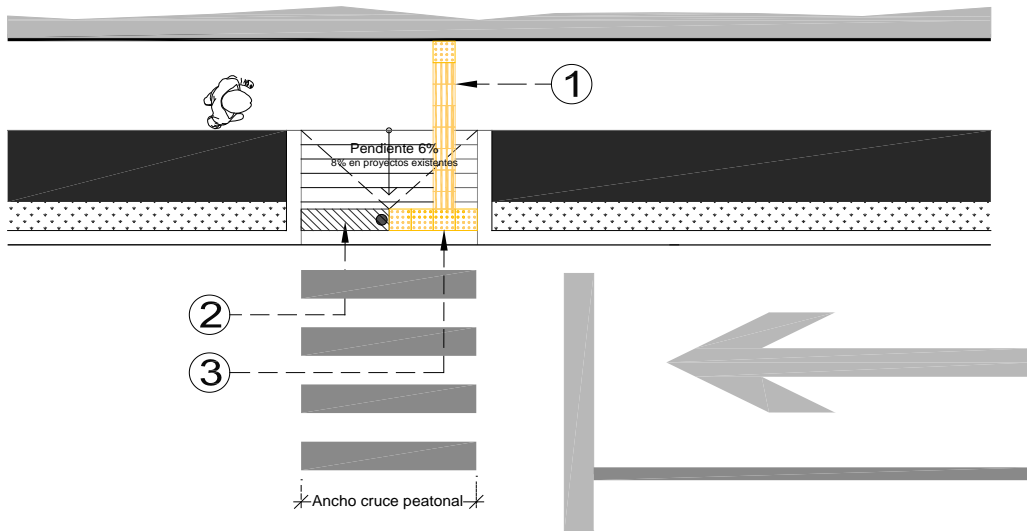 1
Pendiente 6%
8% en proyectos existentes
2
3
Ancho cruce peatonal